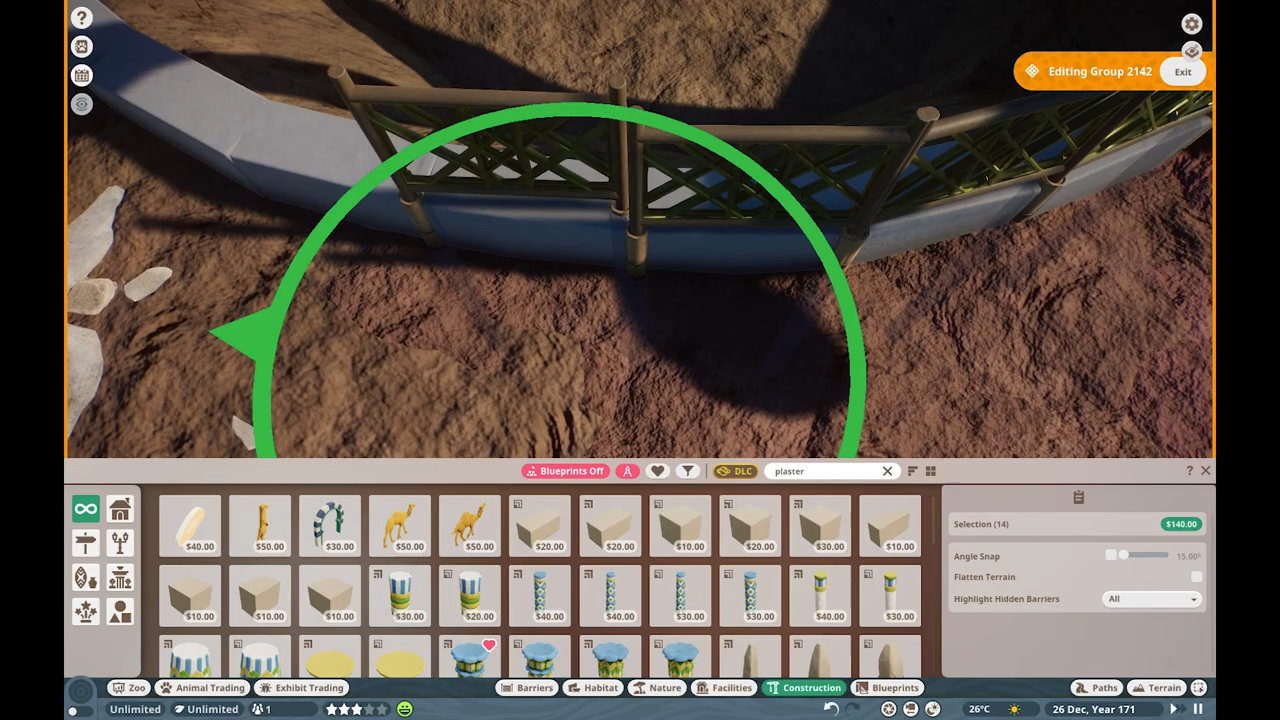 ?
Editing Group 2142
Exit
Blueprints Off
DLC
plaster
?
$40.00
$50.00
$30.00
$50.00
$50.00
$20.00
$20.00
$10.00
$20.00
$30.00
$10.00
$10.00
$10.00
$10.00
$30.00
$20.00
$40.00
$40.00
$30.00
$30.00
$40.00
$30.00
Selection (14)
$140.00
Angle Snap
15.00°
Flatten Terrain
Highlight Hidden Barriers
All
Zoo
Animal Trading
Exhibit Trading
Barriers
Habitat
Nature
Facilities
Construction
Blueprints
Paths
Terrain
Unlimited
Unlimited
1
26°C
26 Dec, Year 171